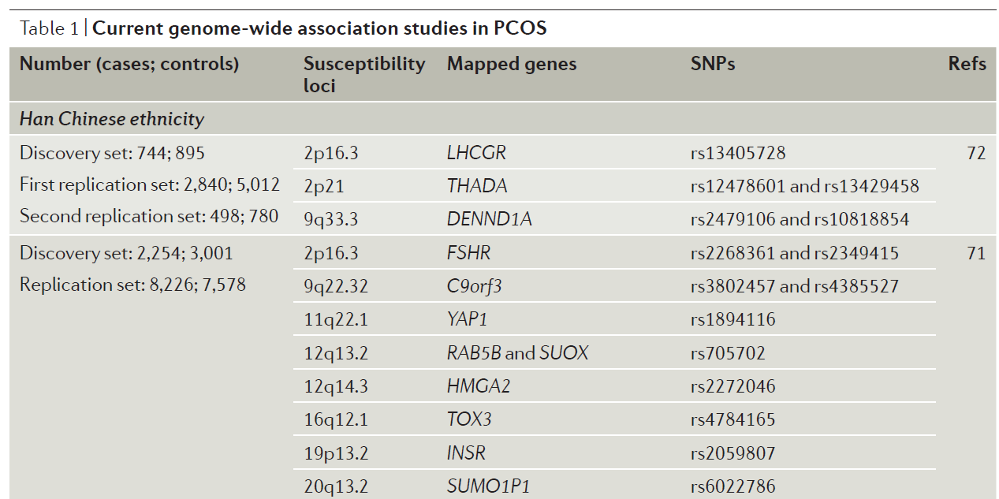 Table 1 | Current genome-wide association studies in PCOS
Number (cases; controls) Susceptibility loci Mapped genes SNPs Refs
Han Chinese ethnicity
Discovery set: 744; 895 2p16.3 LHCGR rs13405728 72
First replication set: 2,840; 5,012 2p21 THADA rs12478601 and rs13429458
Second replication set: 498; 780 9q33.3 DENND1A rs2479106 and rs10818854
Discovery set: 2,254; 3,001 2p16.3 FSHR rs2268361 and rs2349415 71
Replication set: 8,226; 7,578 9q22.32 C9orf3 rs3802457 and rs4385527
11q22.1 YAP1 rs1894116
12q13.2 RAB5B and SUOX rs705702
12q14.3 HMGA2 rs2272046
16q12.1 TOX3 rs4784165
19p13.2 INSR rs2059807
20q13.2 SUMO1P1 rs6022786